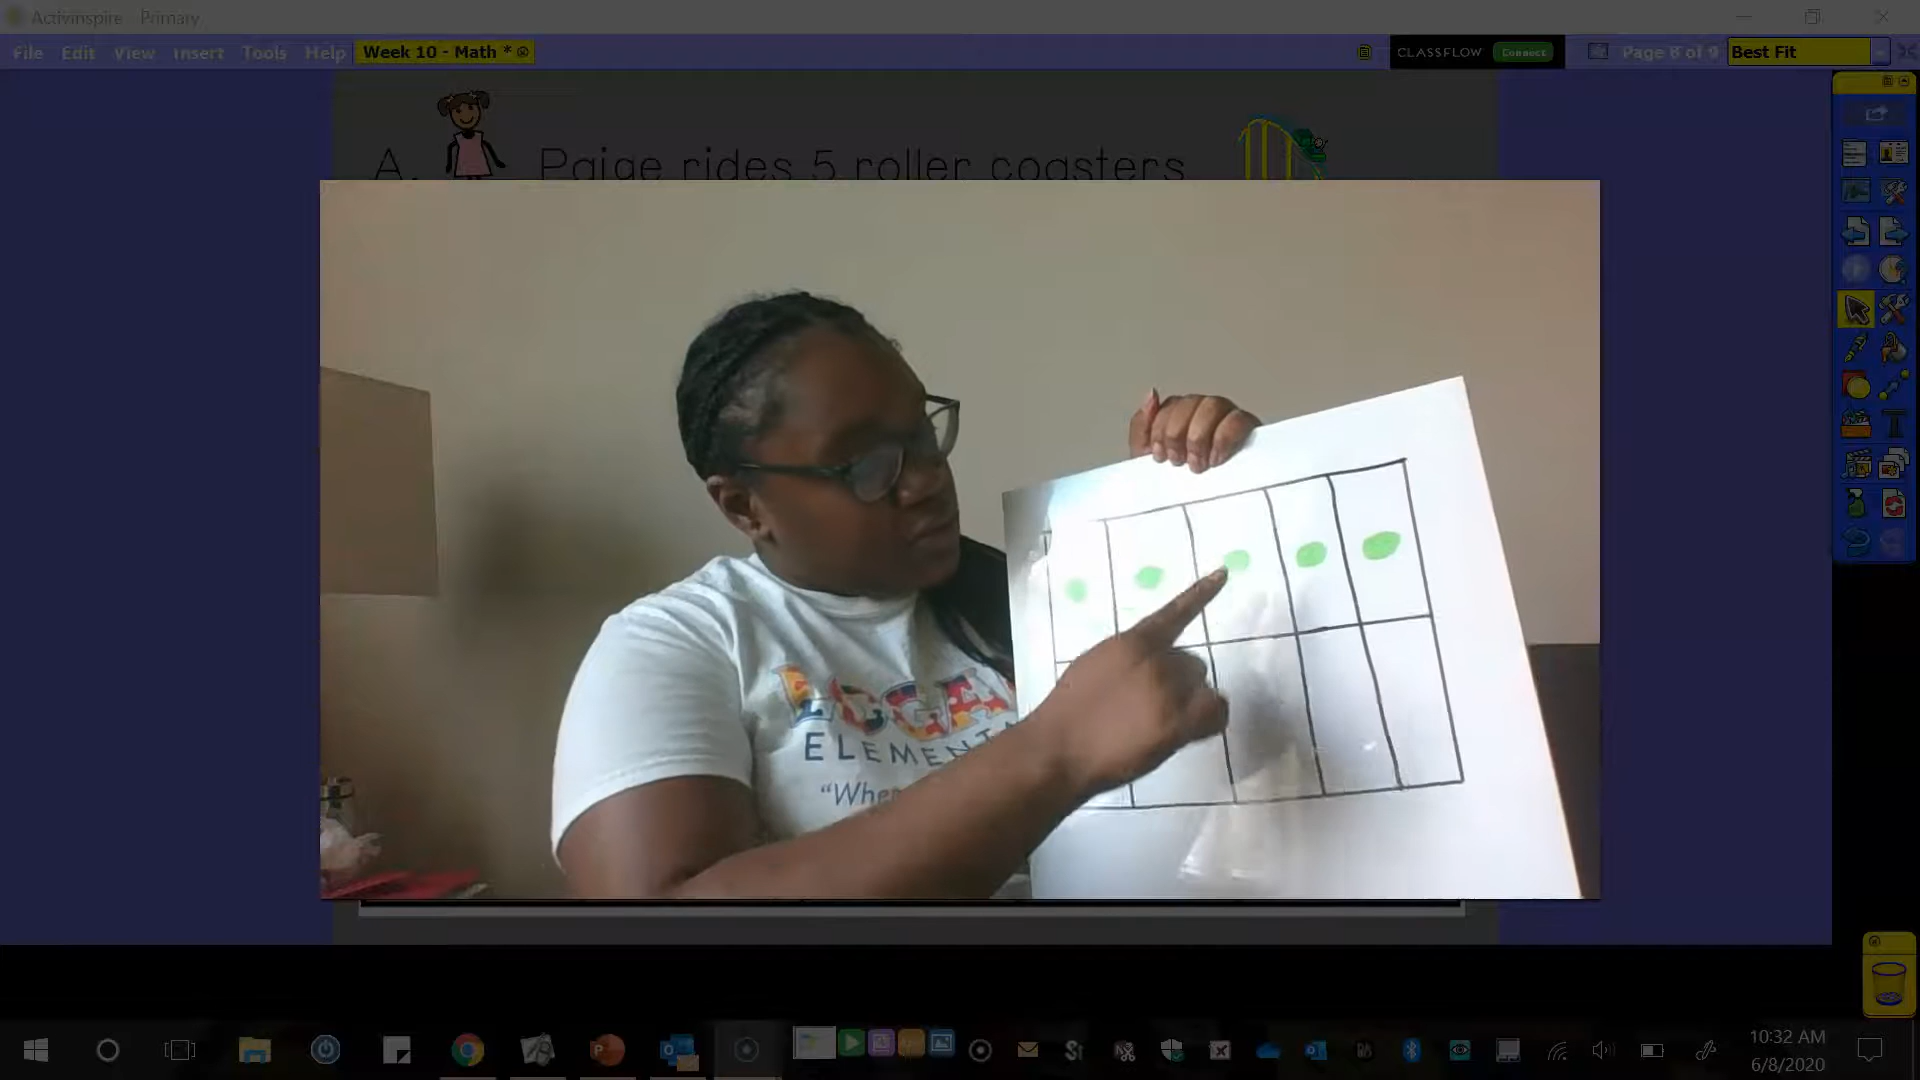 ActivInspire - Primary
File Edit View Insert Tools Help Week 10 - Math * CLASSFLOW Connect Page 8 of 9 Best Fit
A. Paige rides 5 roller coasters
ELEMENT
"When
10:32 AM
6/8/2020